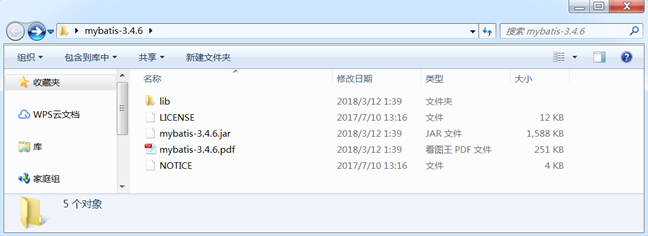 mybatis-3.4.6
搜索 mybatis-3.4.6
组织 包含到库中 共享 新建文件夹
收藏夹
WPS云文档
库
家庭组
名称 修改日期 类型 大小
lib 2018/3/12 1:39 文件夹
LICENSE 2017/7/10 13:16 文件 12 KB
mybatis-3.4.6.jar 2018/3/12 1:39 JAR 文件 1,588 KB
mybatis-3.4.6.pdf 2018/3/12 1:39 看图王 PDF 文件 251 KB
NOTICE 2017/7/10 13:16 文件 4 KB
5 个对象